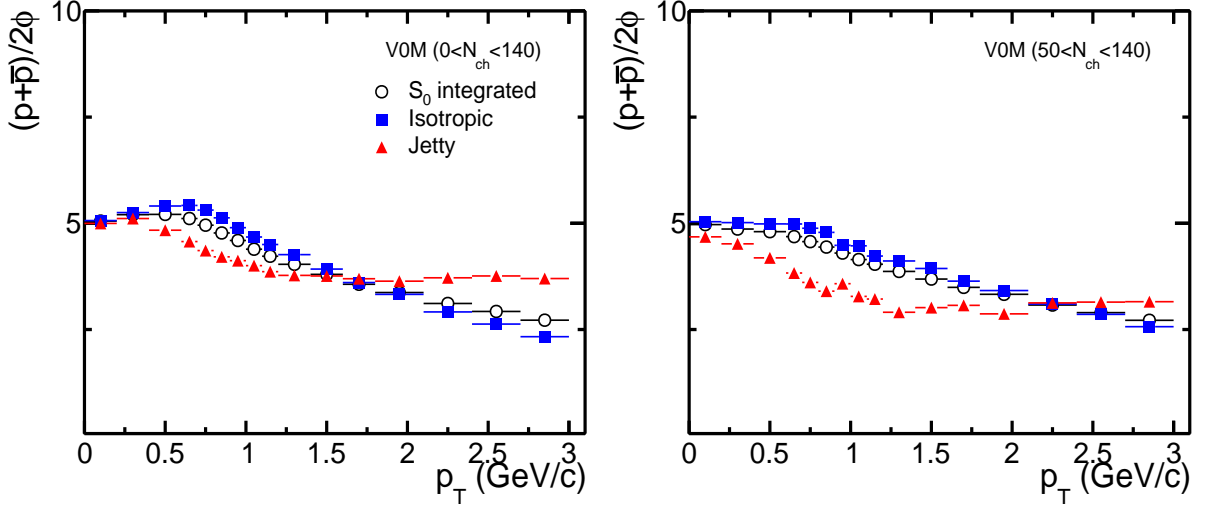 (p+p̅)/2ϕ
10
5
V0M (0<N_ch<140)
S_0 integrated
Isotropic
Jetty
0 0.5 1 1.5 2 2.5 3
p_T (GeV/c)
(p+p̅)/2ϕ
10
5
V0M (50<N_ch<140)
0 0.5 1 1.5 2 2.5 3
p_T (GeV/c)